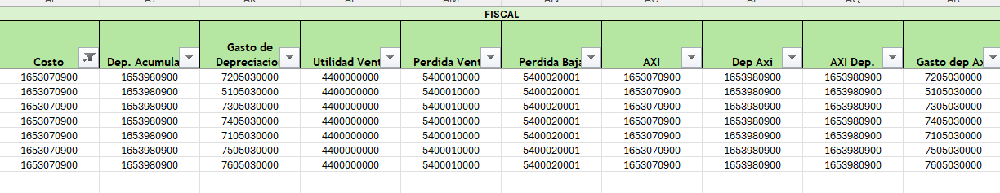 FISCAL
Costo Dep. Acumula Gasto de Depreciacion Utilidad Vent Perdida Vent Perdida Baja AXI Dep Axi AXI Dep. Gasto dep Ax
1653070900 1653980900 7205030000 4400000000 5400010000 5400020001 1653070900 1653980900 1653980900 7205030000
1653070900 1653980900 5105030000 4400000000 5400010000 5400020001 1653070900 1653980900 1653980900 5105030000
1653070900 1653980900 7305030000 4400000000 5400010000 5400020001 1653070900 1653980900 1653980900 7305030000
1653070900 1653980900 7405030000 4400000000 5400010000 5400020001 1653070900 1653980900 1653980900 7405030000
1653070900 1653980900 7105030000 4400000000 5400010000 5400020001 1653070900 1653980900 1653980900 7105030000
1653070900 1653980900 7505030000 4400000000 5400010000 5400020001 1653070900 1653980900 1653980900 7505030000
1653070900 1653980900 7605030000 4400000000 5400010000 5400020001 1653070900 1653980900 1653980900 7605030000